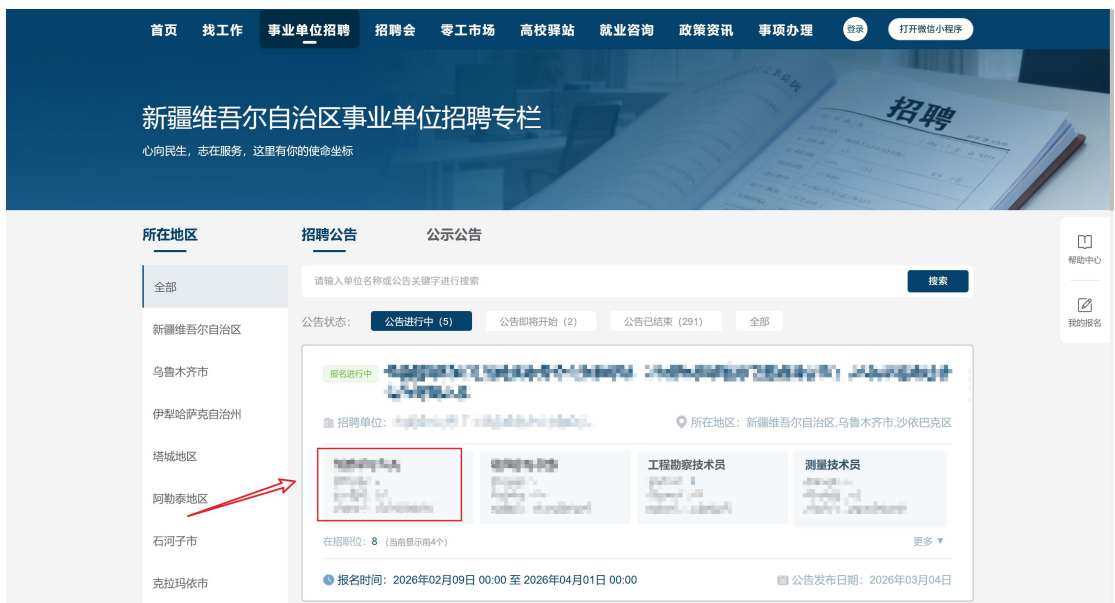 首页 找工作 事业单位招聘 招聘会 零工市场 高校驿站 就业咨询 政策资讯 事项办理 登录 打开微信小程序
招聘
新疆维吾尔自治区事业单位招聘专栏
心向民生，志在服务，这里有你的使命坐标
所在地区 招聘公告 公示公告
全部
新疆维吾尔自治区
乌鲁木齐市
伊犁哈萨克自治州
塔城地区
阿勒泰地区
石河子市
克拉玛依市
请输入单位名称或公告关键字进行搜索 搜索
公告状态： 公告进行中（5） 公告即将开始（2） 公告已结束（291） 全部
报名进行中
招聘单位： 所在地区：新疆维吾尔自治区,乌鲁木齐市,沙依巴克区
工程勘察技术员 测量技术员
在招职位：8（当前显示前4个） 更多
报名时间：2026年02月09日 00:00 至 2026年04月01日 00:00 公告发布日期：2026年03月04日
帮助中心
我的报名